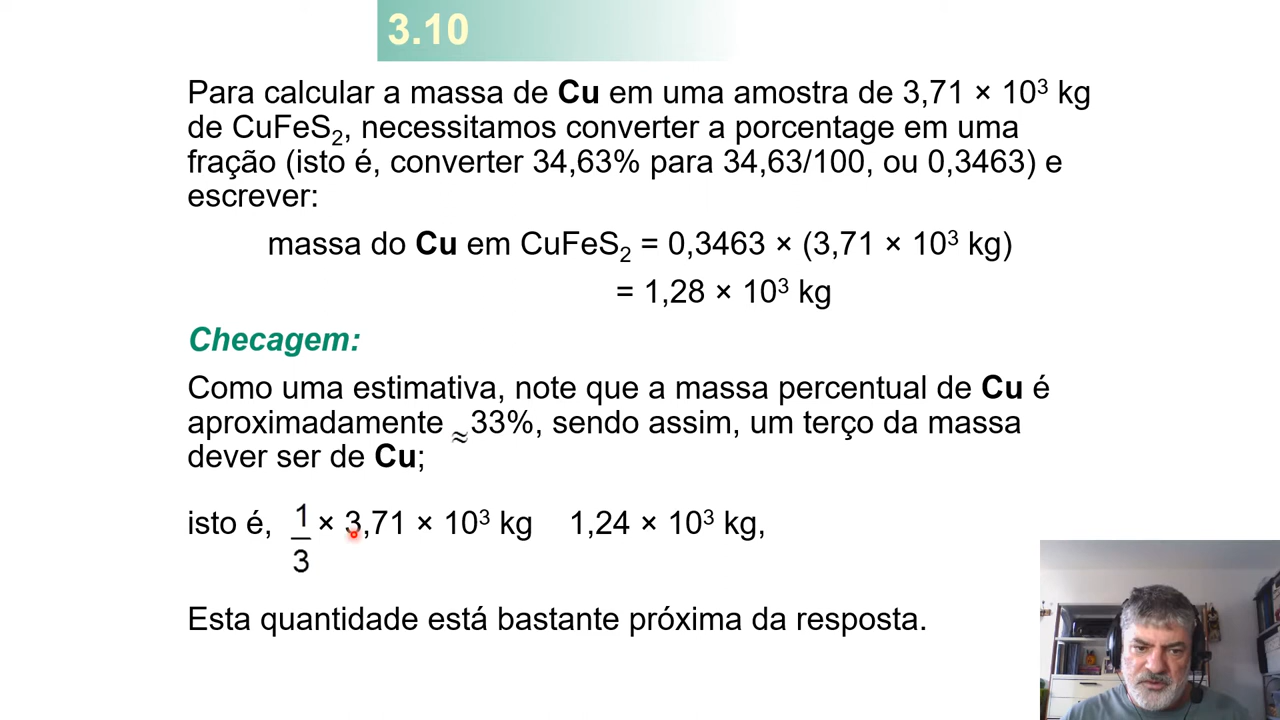 3.10
Para calcular a massa de Cu em uma amostra de 3,71 × 10³ kg
de CuFeS₂, necessitamos converter a porcentage em uma
fração (isto é, converter 34,63% para 34,63/100, ou 0,3463) e
escrever:
massa do Cu em CuFeS₂ = 0,3463 × (3,71 × 10³ kg)
= 1,28 × 10³ kg
Checagem:
Como uma estimativa, note que a massa percentual de Cu é
aproximadamente ≈33%, sendo assim, um terço da massa
dever ser de Cu;
isto é, 1/3 × 3,71 × 10³ kg 1,24 × 10³ kg,
Esta quantidade está bastante próxima da resposta.